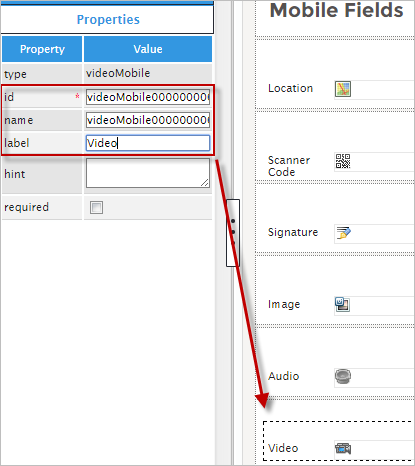 Properties
Property Value
type videoMobile
id * videoMobile00000000
name videoMobile00000000
label Video
hint
required
Mobile Fields
Location
Scanner
Code
Signature
Image
Audio
Video